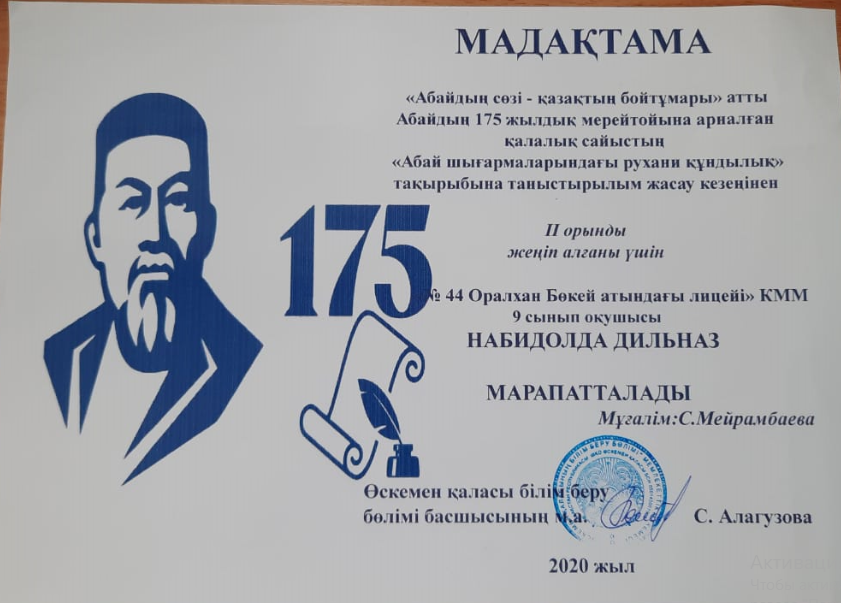 МАДАҚТАМА
«Абайдың сөзі - қазақтың бойтұмары» атты
Абайдың 175 жылдық мерейтойына арналған
қалалық сайыстың
«Абай шығармаларындағы рухани құндылық»
тақырыбына таныстырылым жасау кезеңінен
II орынды
жеңіп алғаны үшін
175
№ 44 Оралхан Бөкей атындағы лицейі» КММ
9 сынып оқушысы
НАБИДОЛДА ДИЛЬНАЗ
МАРАПАТТАЛАДЫ
Мұғалім:С.Мейрамбаева
Өскемен қаласы білім беру
бөлімі басшысының м.а. С. Алагузова
2020 жыл